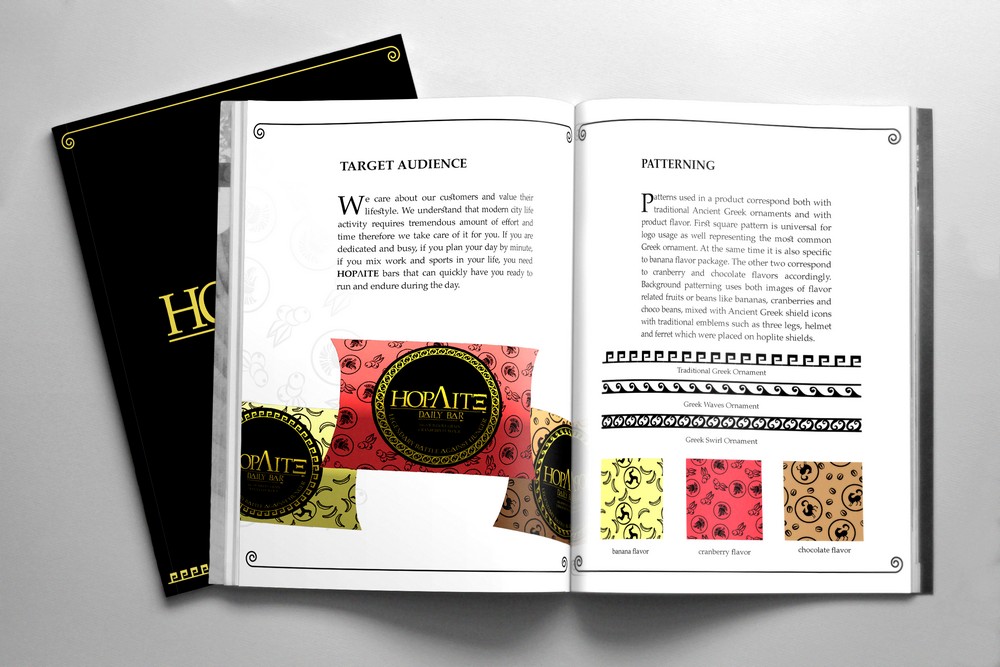 HO
TARGET AUDIENCE
We care about our customers and value their
lifestyle. We understand that modern city life
activity requires tremendous amount of effort and
time therefore we take care of it for you. If you are
dedicated and busy, if you plan your day by minute,
if you mix work and sports in your life, you need
HOPΛITE bars that can quickly have you ready to
run and endure during the day.
HOPΛITΞ
DAILY BAR
LEGENDARY BATTLE AGAINST HUNGER
OPΛITΞ
DAILY BAR
HOPΛ
DAILY
PATTERNING
Patterns used in a product correspond both with
traditional Ancient Greek ornaments and with
product flavor. First square pattern is universal for
logo usage as well representing the most common
Greek ornament. At the same time it is also specific
to banana flavor package. The other two correspond
to cranberry and chocolate flavors accordingly.
Background patterning uses both images of flavor
related fruits or beans like bananas, cranberries and
choco beans, mixed with Ancient Greek shield icons
with traditional emblems such as three legs, helmet
and ferret which were placed on hoplite shields.
Traditional Greek Ornament
Greek Waves Ornament
Greek Swirl Ornament
banana flavor
cranberry flavor
chocolate flavor